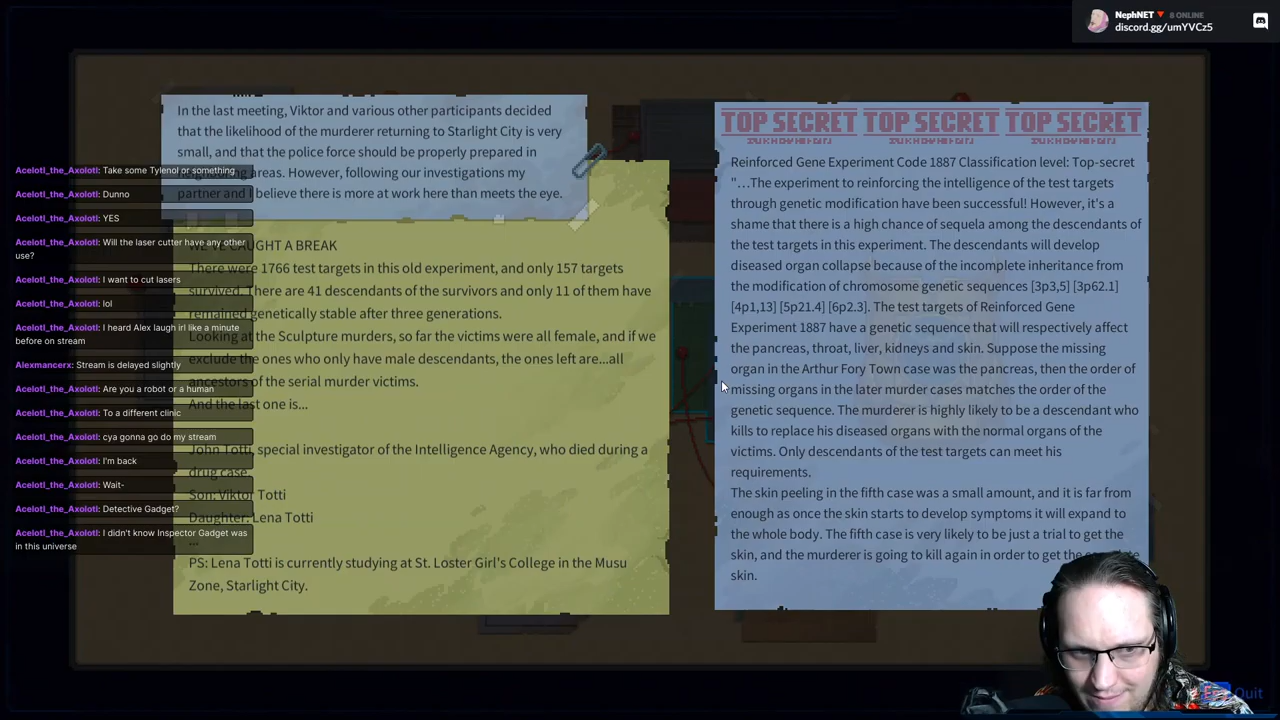 NephNET 8 ONLINE
discord.gg/umYVCz5
In the last meeting, Viktor and various other participants decided
that the likelihood of the murderer returning to Starlight City is very
small, and that the police force should be properly prepared in
areas. However, following our investigations my
partner and I believe there is more at work here than meets the eye.
WE'VE CAUGHT A BREAK
There were 1766 test targets in this old experiment, and only 157 targets
survived. There are 41 descendants of the survivors and only 11 of them have
remained genetically stable after three generations.
Looking at the Sculpture murders, so far the victims were all female, and if we
exclude the ones who only have male descendants, the ones left are...all
ancestors of the serial murder victims.
And the last one is...
John Totti, special investigator of the Intelligence Agency, who died during a
drug case.
Son: Viktor Totti
Daughter: Lena Totti
...
PS: Lena Totti is currently studying at St. Loster Girl's College in the Musu
Zone, Starlight City.
TOP SECRET TOP SECRET TOP SECRET
Reinforced Gene Experiment Code 1887 Classification level: Top-secret
"…The experiment to reinforcing the intelligence of the test targets
through genetic modification have been successful! However, it's a
shame that there is a high chance of sequela among the descendants of
the test targets in this experiment. The descendants will develop
diseased organ collapse because of the incomplete inheritance from
the modification of chromosome genetic sequences [3p3,5] [3p62.1]
[4p1,13] [5p21.4] [6p2.3]. The test targets of Reinforced Gene
Experiment 1887 have a genetic sequence that will respectively affect
the pancreas, throat, liver, kidneys and skin. Suppose the missing
organ in the Arthur Fory Town case was the pancreas, then the order of
missing organs in the later murder cases matches the order of the
genetic sequence. The murderer is highly likely to be a descendant who
kills to replace his diseased organs with the normal organs of the
victims. Only descendants of the test targets can meet his
requirements.
The skin peeling in the fifth case was a small amount, and it is far from
enough as once the skin starts to develop symptoms it will expand to
the whole body. The fifth case is very likely to be just a trial to get the
skin, and the murderer is going to kill again in order to get the
skin.
Acelotl_the_Axolotl: Take some Tylenol or something
Acelotl_the_Axolotl: Dunno
Acelotl_the_Axolotl: YES
Acelotl_the_Axolotl: Will the laser cutter have any other
use?
Acelotl_the_Axolotl: I want to cut lasers
Acelotl_the_Axolotl: lol
Acelotl_the_Axolotl: I heard Alex laugh irl like a minute
before on stream
Alexmancerx: Stream is delayed slightly
Acelotl_the_Axolotl: Are you a robot or a human
Acelotl_the_Axolotl: To a different clinic
Acelotl_the_Axolotl: cya gonna go do my stream
Acelotl_the_Axolotl: I'm back
Acelotl_the_Axolotl: Wait-
Acelotl_the_Axolotl: Detective Gadget?
Acelotl_the_Axolotl: I didn't know Inspector Gadget was
in this universe
Quit